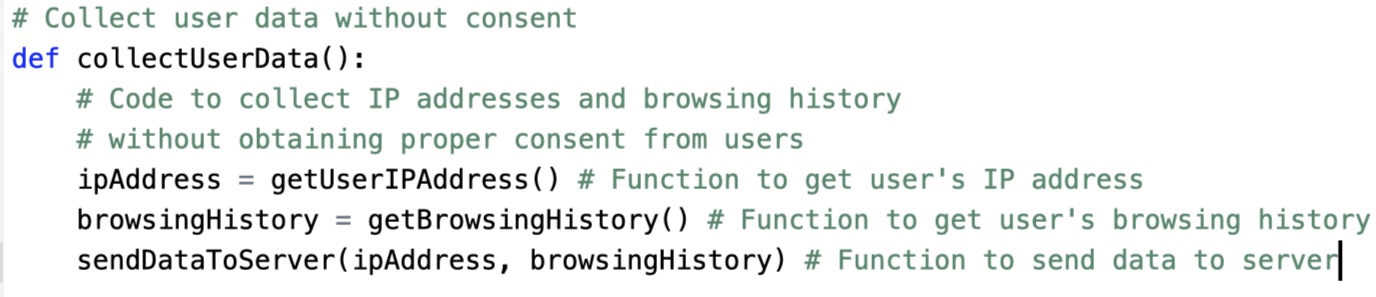 # Collect user data without consent
def collectUserData():
# Code to collect IP addresses and browsing history
# without obtaining proper consent from users
ipAddress = getUserIPAddress() # Function to get user's IP address
browsingHistory = getBrowsingHistory() # Function to get user's browsing history
sendDataToServer(ipAddress, browsingHistory) # Function to send data to server